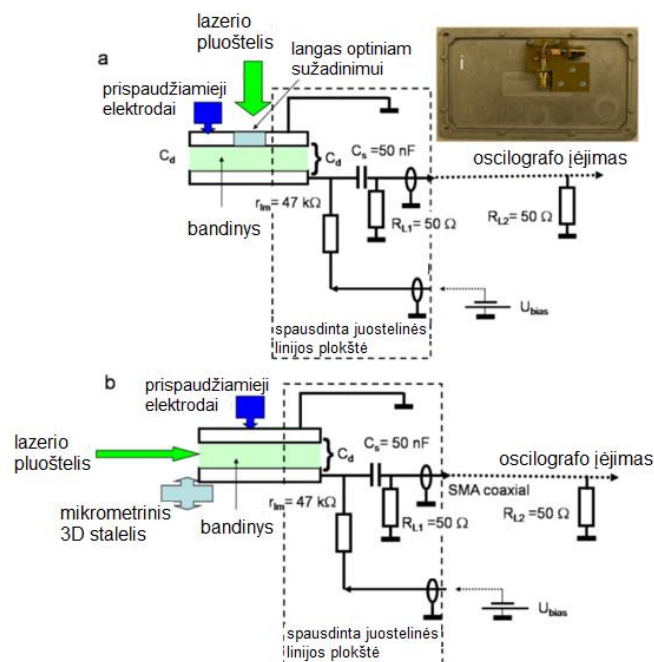 lazerio
pluoštelis
langas optiniam
sužadinimui
a
prispaudžiamieji
elektrodai
i
C_d
C_d
C_s =50 nF
oscilografo įėjimas
bandinys
r_lm = 47 kΩ
R_L1 = 50 Ω
R_L2 = 50 Ω
U_bias
spausdinta juostelinės
linijos plokštė
b
prispaudžiamieji
elektrodai
lazerio
pluoštelis
C_d
C_s = 50 nF
oscilografo įėjimas
SMA coaxial
mikrometrinis
3D stalelis
bandinys
r_lm = 47 kΩ
R_L1 = 50 Ω
R_L2 = 50 Ω
U_bias
spausdinta juostelinės
linijos plokštė